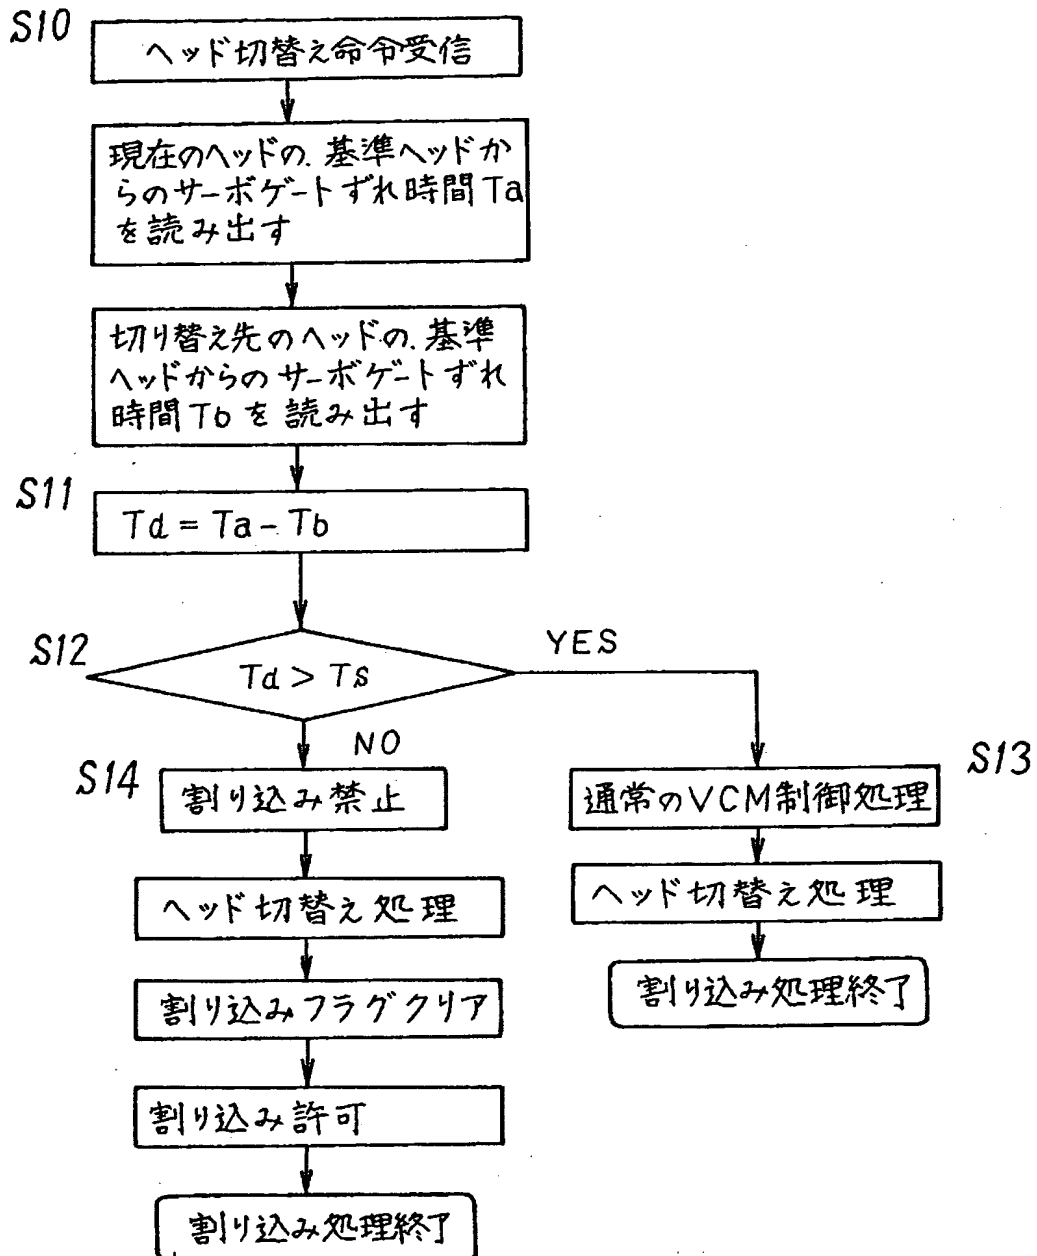 S10
ヘッド切替え命令受信
現在のヘッドの、基準ヘッドか
らのサーボゲートずれ時間Ta
を読み出す
切り替え先のヘッドの、基準
ヘッドからのサーボゲートずれ
時間Tbを読み出す
S11
Td = Ta - Tb
S12
Td > Ts
YES
NO
S13
通常のVCM制御処理
ヘッド切替え処理
割り込み処理終了
S14
割り込み禁止
ヘッド切替え処理
割り込みフラグクリア
割り込み許可
割り込み処理終了